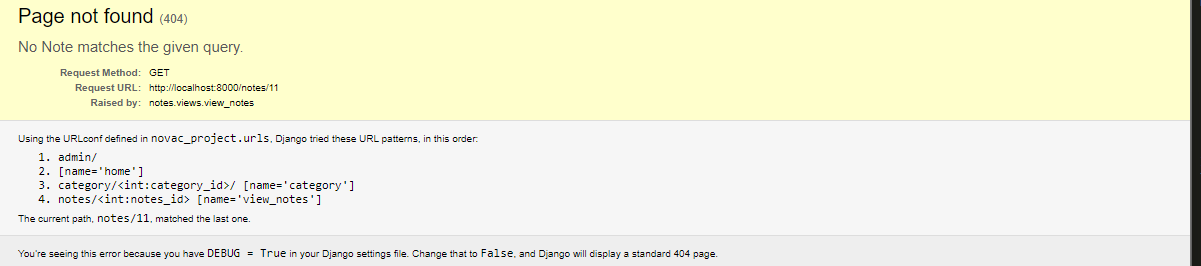 Page not found (404)
No Note matches the given query.
Request Method: GET
Request URL: http://localhost:8000/notes/11
Raised by: notes.views.view_notes
Using the URLconf defined in novac_project.urls, Django tried these URL patterns, in this order:
1. admin/
2. [name='home']
3. category/<int:category_id>/ [name='category']
4. notes/<int:notes_id> [name='view_notes']
The current path, notes/11, matched the last one.
You're seeing this error because you have DEBUG = True in your Django settings file. Change that to False, and Django will display a standard 404 page.